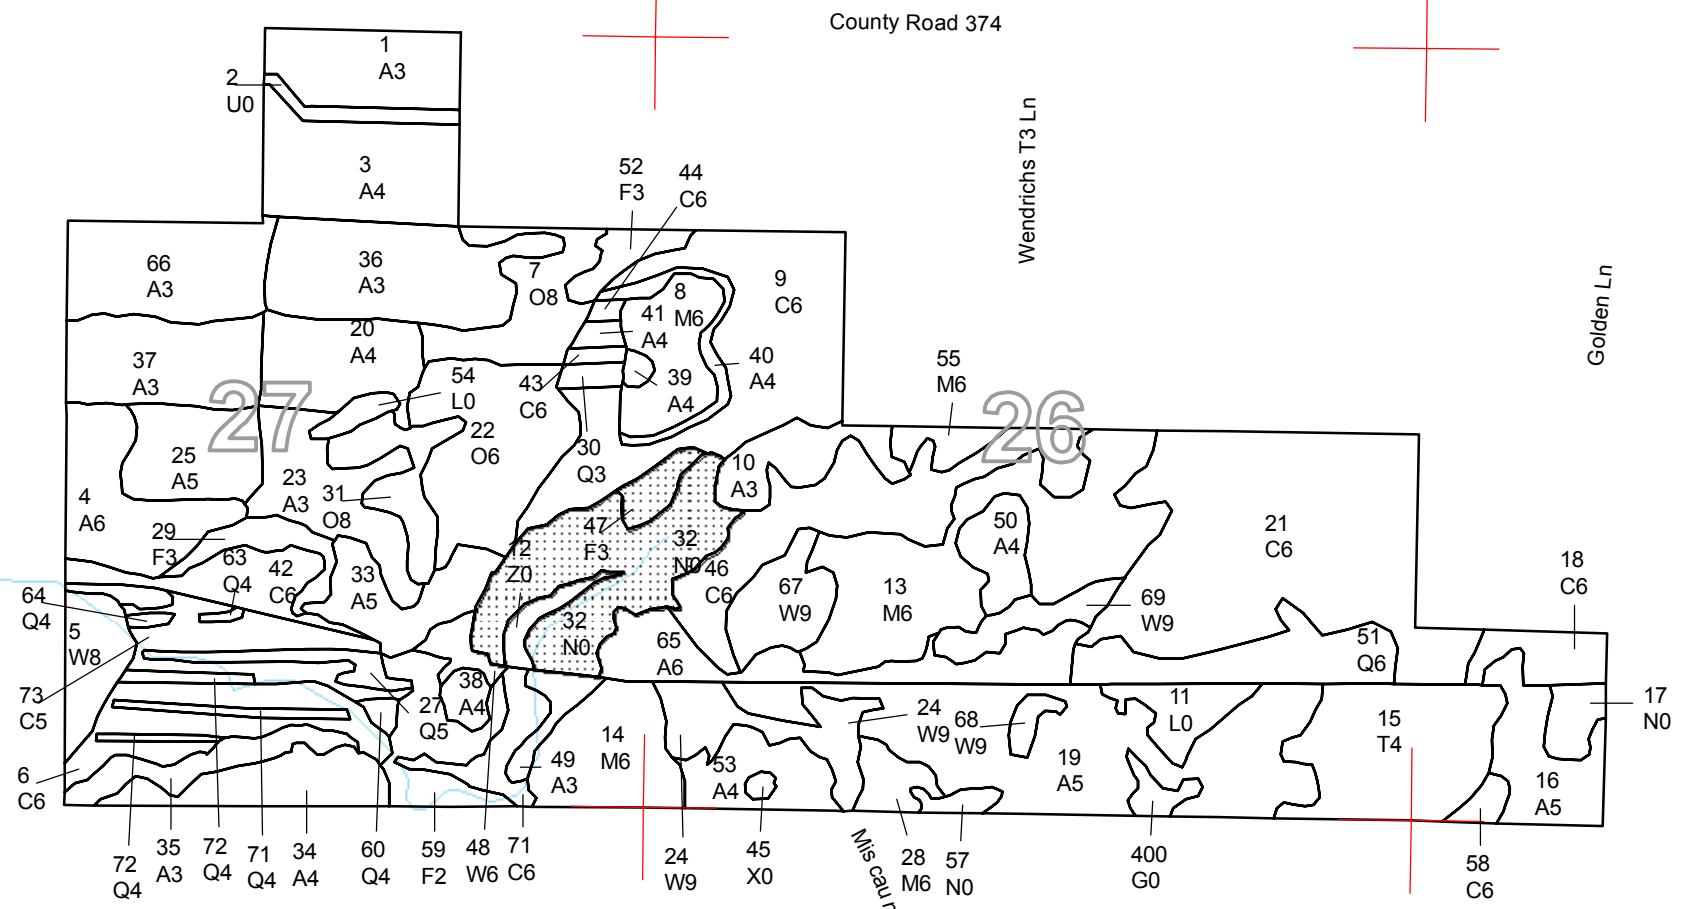 County Road 374
1
A3
2
U0
3
A4
52
F3
44
C6
Wendrichs T3 Ln
66
A3
36
A3
7
O8
8
M6
9
C6
Golden Ln
41
A4
20
A4
37
A3
54
L0
43
C6
39
A4
40
A4
55
M6
27
26
22
O6
30
Q3
25
A5
23
A3
31
O8
10
A3
4
A6
29
F3
63
Q4
42
C6
33
A5
12
Z0
47
F3
32
N0
46
C6
50
A4
21
C6
67
W9
13
M6
69
W9
18
C6
64
Q4
5
W8
32
N0
65
A6
51
Q6
73
C5
38
A4
27
Q5
24
W9
68
W9
11
L0
15
T4
17
N0
14
M6
49
A3
53
A4
19
A5
16
A5
6
C6
72
Q4
35
A3
72
Q4
71
Q4
34
A4
60
Q4
59
F2
48
W6
71
C6
24
W9
45
X0
28
M6
57
N0
400
G0
58
C6